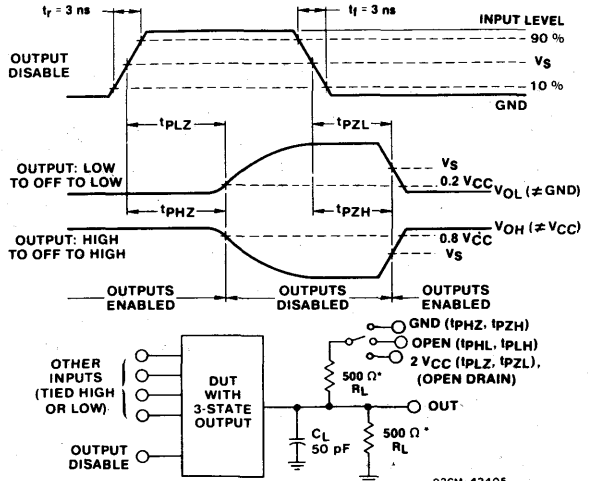 tr = 3 ns
tf = 3 ns
INPUT LEVEL
90 %
OUTPUT
DISABLE
VS
10 %
GND
tPLZ
tPZL
OUTPUT: LOW
TO OFF TO LOW
VS
0.2 VCC
VOL (≠ GND)
tPHZ
tPZH
OUTPUT: HIGH
TO OFF TO HIGH
VOH (≠ VCC)
0.8 VCC
VS
OUTPUTS
ENABLED
OUTPUTS
DISABLED
OUTPUTS
ENABLED
GND (tPHZ, tPZH)
OPEN (tPHL, tPLH)
2 VCC (tPLZ, tPZL),
(OPEN DRAIN)
OTHER
INPUTS
(TIED HIGH
OR LOW)
DUT
WITH
3-STATE
OUTPUT
500 Ω*
RL
OUT
CL
50 pF
500 Ω*
RL
OUTPUT
DISABLE